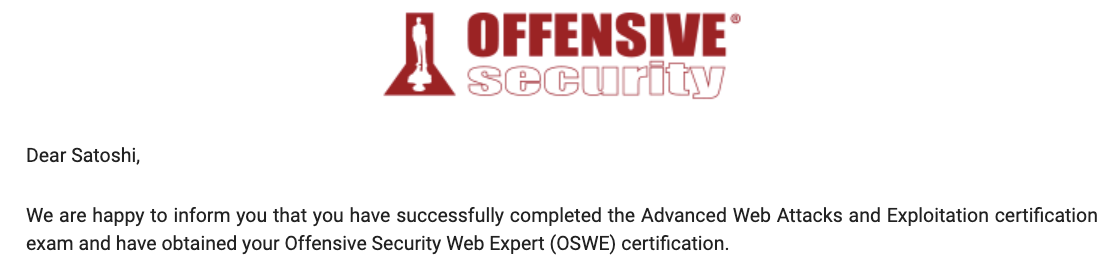 OFFENSIVE®
security
Dear Satoshi,
We are happy to inform you that you have successfully completed the Advanced Web Attacks and Exploitation certification
exam and have obtained your Offensive Security Web Expert (OSWE) certification.